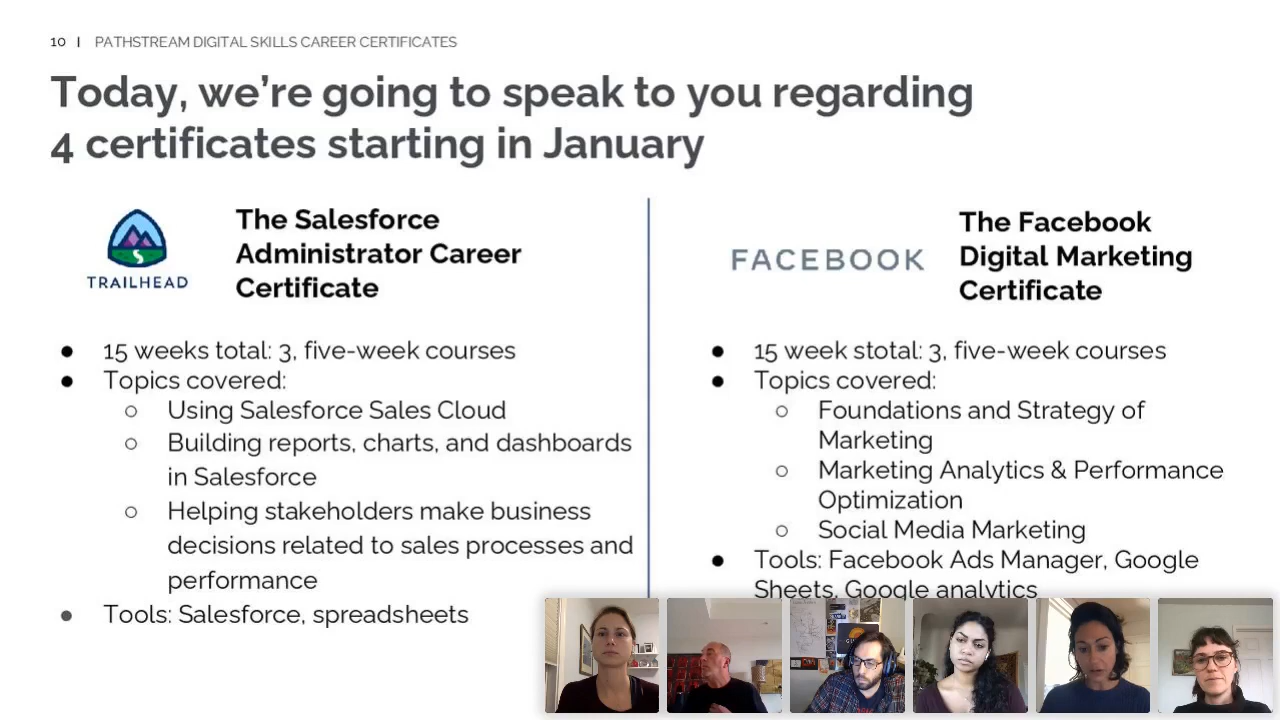 10 | PATHSTREAM DIGITAL SKILLS CAREER CERTIFICATES
Today, we're going to speak to you regarding
4 certificates starting in January
TRAILHEAD
The Salesforce
Administrator Career
Certificate
● 15 weeks total: 3, five-week courses
● Topics covered:
○ Using Salesforce Sales Cloud
○ Building reports, charts, and dashboards
in Salesforce
○ Helping stakeholders make business
decisions related to sales processes and
performance
● Tools: Salesforce, spreadsheets
FACEBOOK
The Facebook
Digital Marketing
Certificate
● 15 week stotal: 3, five-week courses
● Topics covered:
○ Foundations and Strategy of
Marketing
○ Marketing Analytics & Performance
Optimization
○ Social Media Marketing
● Tools: Facebook Ads Manager, Google
Sheets, Google analytics